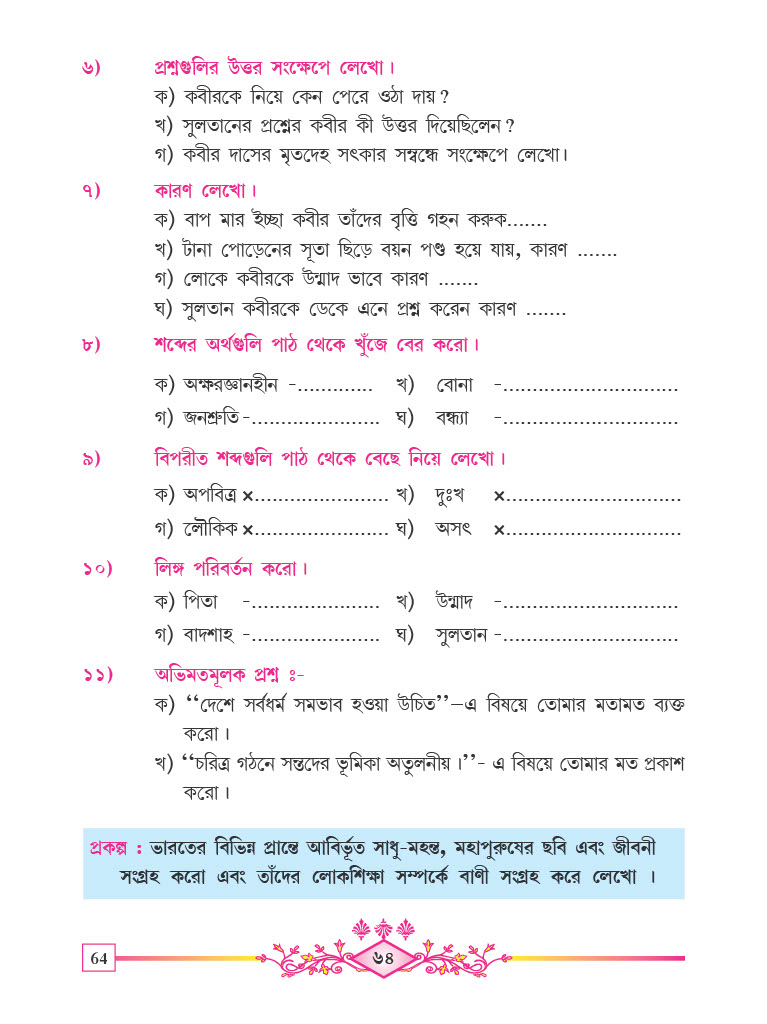 ৬) প্রশ্নগুলির উত্তর সংক্ষেপে লেখো।
ক) কবীরকে নিয়ে কেন পেরে ওঠা দায়?
খ) সুলতানের প্রশ্নের কবীর কী উত্তর দিয়েছিলেন?
গ) কবীর দাসের মৃতদেহ সৎকার সম্বন্ধে সংক্ষেপে লেখো।
৭) কারণ লেখো।
ক) বাপ মার ইচ্ছা কবীর তাঁদের বৃত্তি গহন করুক.......
খ) টানা পোড়েনের সূতা ছিড়ে বয়ন পণ্ড হয়ে যায়, কারণ .......
গ) লোকে কবীরকে উন্মাদ ভাবে কারণ .......
ঘ) সুলতান কবীরকে ডেকে এনে প্রশ্ন করেন কারণ .......
৮) শব্দের অর্থগুলি পাঠ থেকে খুঁজে বের করো।
ক) অক্ষরজ্ঞানহীন -............. খ) বোনা -..............................
গ) জনশ্রুতি -...................... ঘ) বন্ধ্যা -..............................
৯) বিপরীত শব্দগুলি পাঠ থেকে বেছে নিয়ে লেখো।
ক) অপবিত্র ×....................... খ) দুঃখ ×..............................
গ) লৌকিক ×....................... ঘ) অসৎ ×..............................
১০) লিঙ্গ পরিবর্তন করো।
ক) পিতা -...................... খ) উন্মাদ -..............................
গ) বাদশাহ -...................... ঘ) সুলতান -..............................
১১) অভিমতমূলক প্রশ্ন ঃ-
ক) ‘‘দেশে সর্বধর্ম সমভাব হওয়া উচিত’’–এ বিষয়ে তোমার মতামত ব্যক্ত
করো।
খ) ‘‘চরিত্র গঠনে সন্তদের ভূমিকা অতুলনীয়।’’- এ বিষয়ে তোমার মত প্রকাশ
করো।
প্রকল্প : ভারতের বিভিন্ন প্রান্তে আবির্ভূত সাধু-মহন্ত, মহাপুরুষের ছবি এবং জীবনী
সংগ্রহ করো এবং তাঁদের লোকশিক্ষা সম্পর্কে বাণী সংগ্রহ করে লেখো ।
64 ৬৪